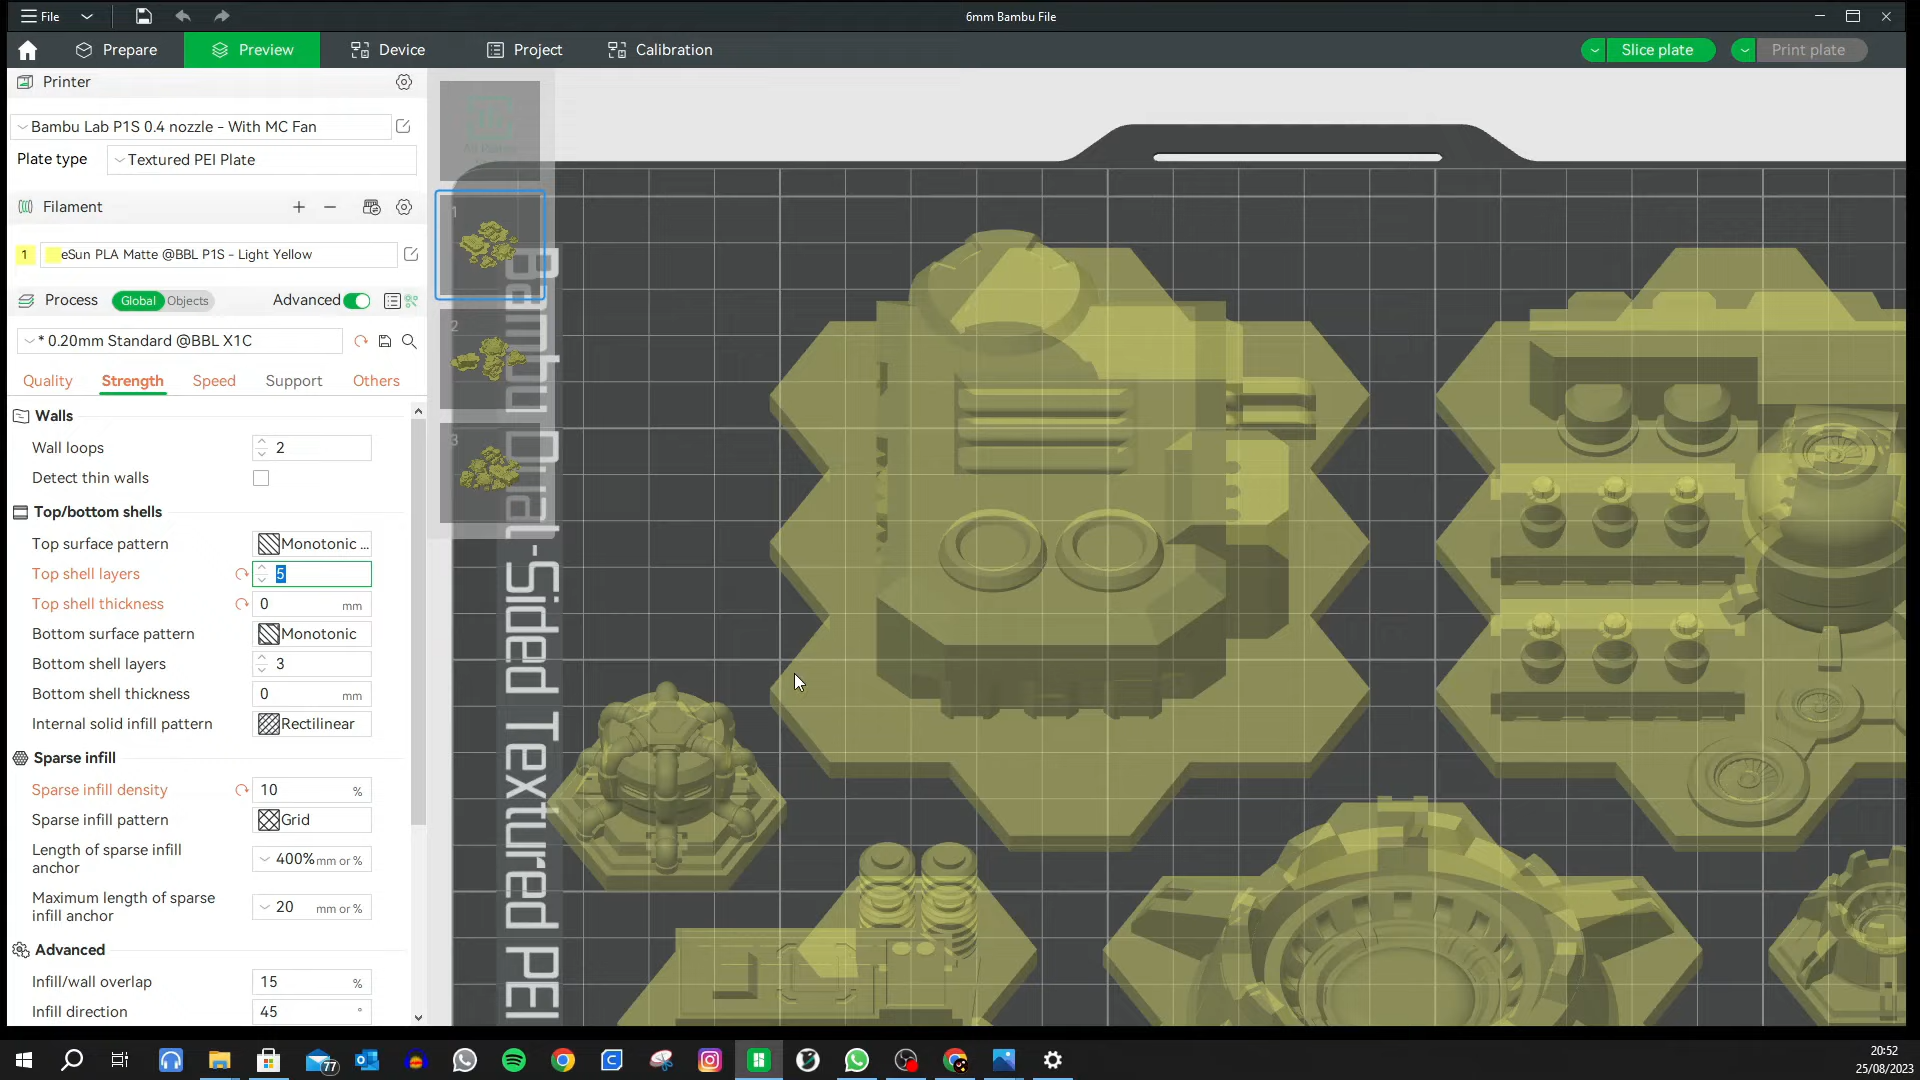 File
6mm Bambu File
Prepare
Preview
Device
Project
Calibration
Slice plate
Print plate
Printer
Bambu Lab P1S 0.4 nozzle - With MC Fan
Plate type
Textured PEI Plate
Filament
1
eSun PLA Matte @BBL P1S - Light Yellow
Process
Global
Objects
Advanced
* 0.20mm Standard @BBL X1C
Quality
Strength
Speed
Support
Others
Walls
Wall loops
2
Detect thin walls
Top/bottom shells
Top surface pattern
Monotonic ...
Top shell layers
5
Top shell thickness
0 mm
Bottom surface pattern
Monotonic
Bottom shell layers
3
Bottom shell thickness
0 mm
Internal solid infill pattern
Rectilinear
Sparse infill
Sparse infill density
10 %
Sparse infill pattern
Grid
Length of sparse infill
anchor
400% mm or %
Maximum length of sparse
infill anchor
20 mm or %
Advanced
Infill/wall overlap
15 %
Infill direction
45 °
1
2
3
Bambu Dual-Sided Textured PEI
77
20:52
25/08/2023